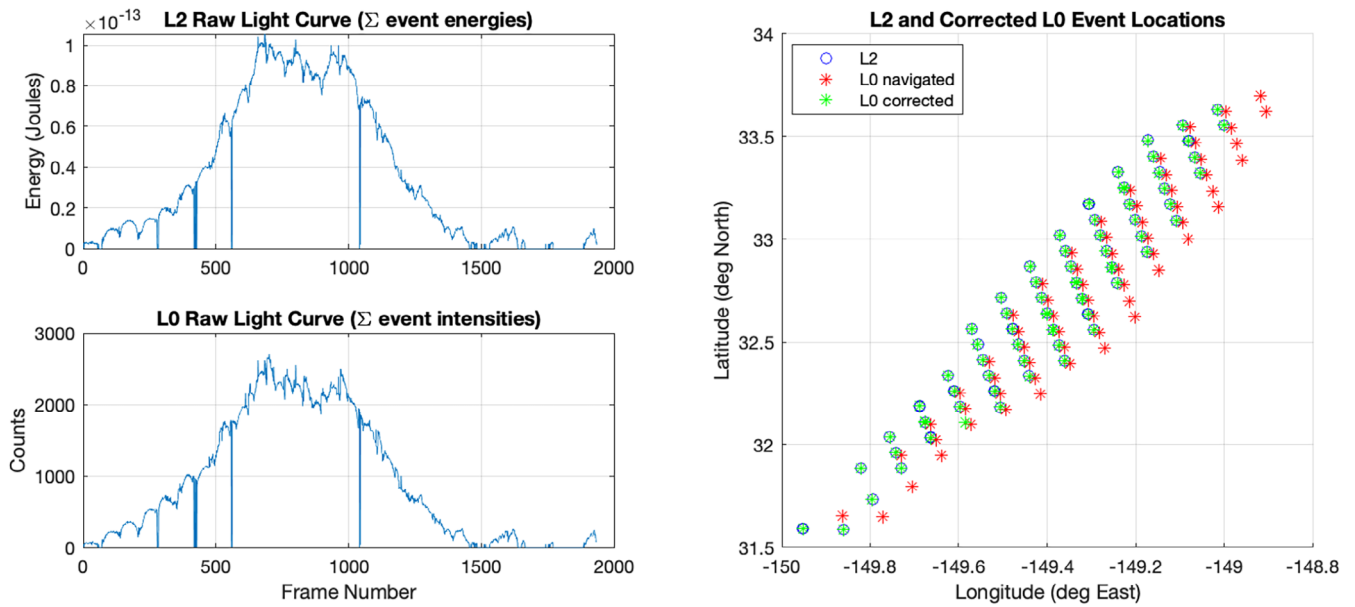 L2 Raw Light Curve (Σ event energies)
×10⁻¹³
1
0.8
0.6
0.4
0.2
0
Energy (Joules)
0 500 1000 1500 2000
L0 Raw Light Curve (Σ event intensities)
3000
2000
1000
0
Counts
0 500 1000 1500 2000
Frame Number
L2 and Corrected L0 Event Locations
34
33.5
33
32.5
32
31.5
Latitude (deg North)
L2
L0 navigated
L0 corrected
-150 -149.8 -149.6 -149.4 -149.2 -149 -148.8
Longitude (deg East)